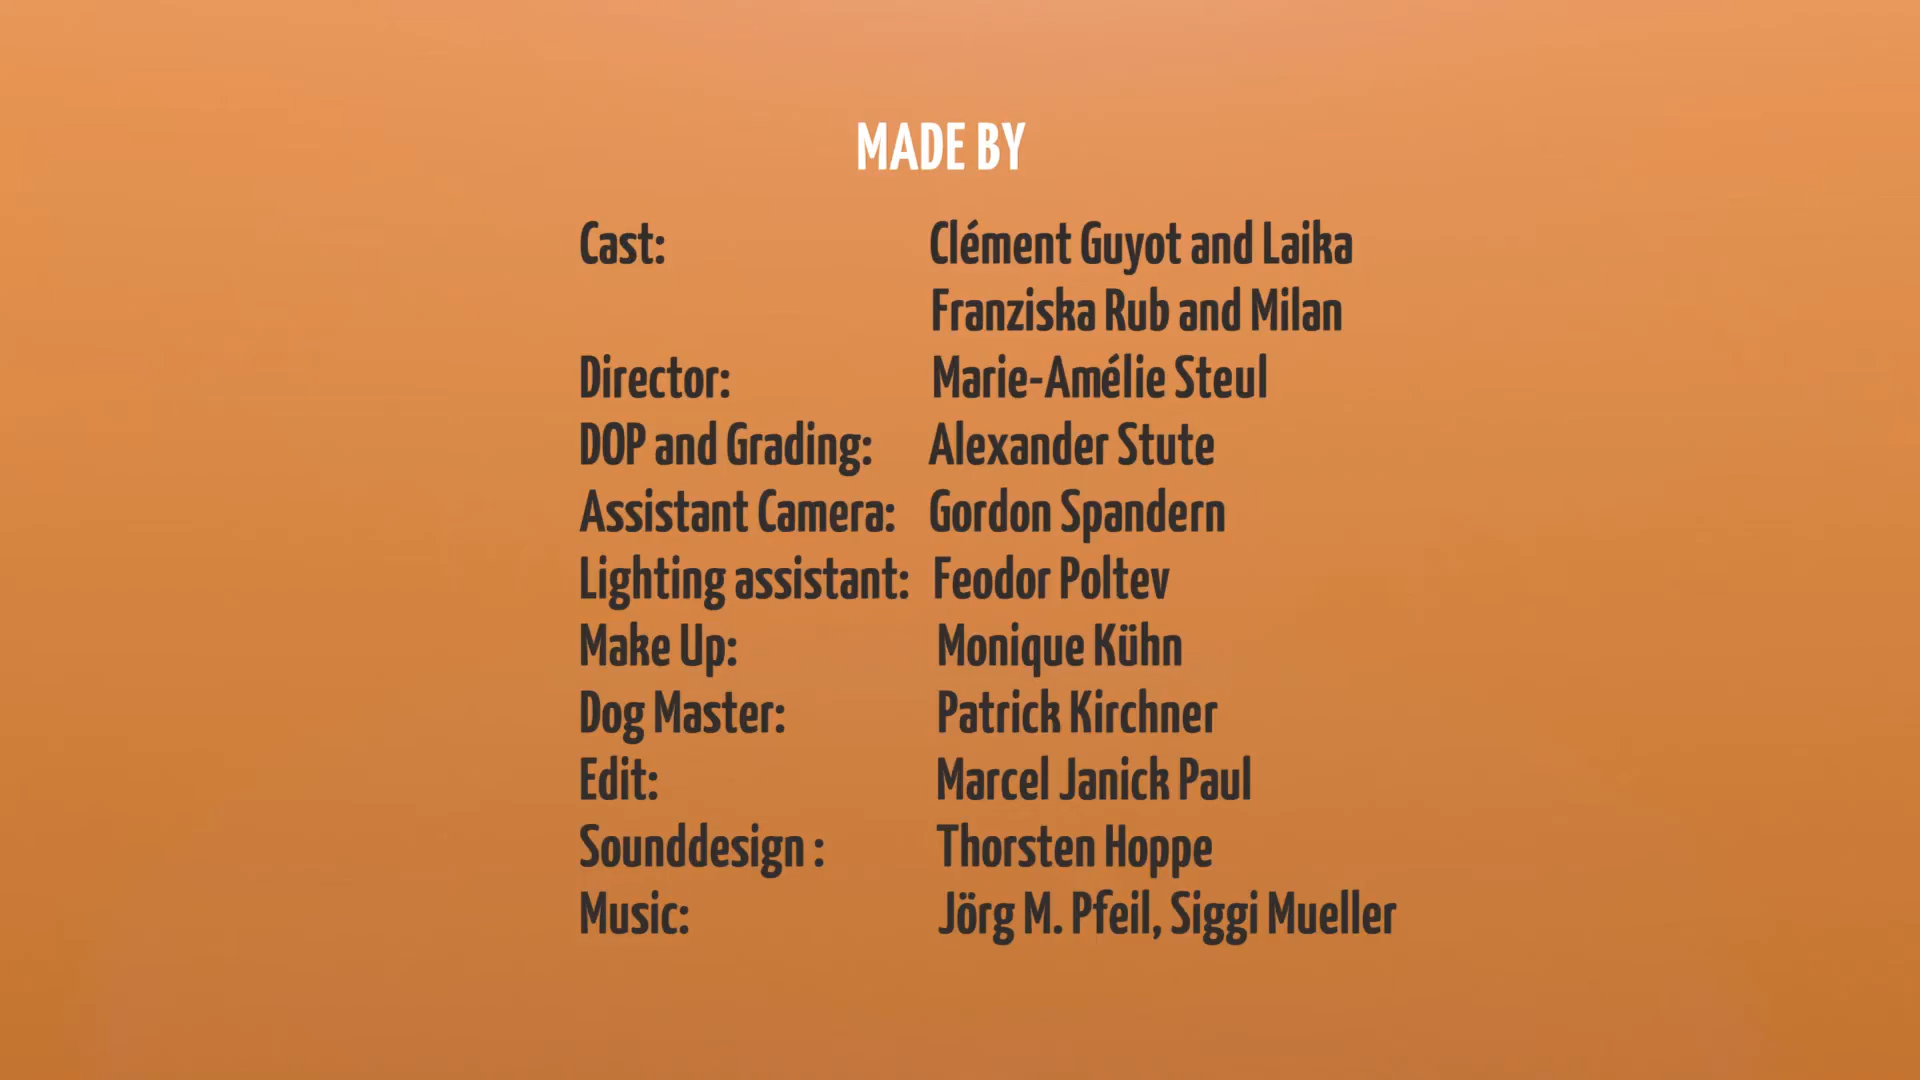 MADE BY
Cast: Clément Guyot and Laika
Franziska Rub and Milan
Director: Marie-Amélie Steul
DOP and Grading: Alexander Stute
Assistant Camera: Gordon Spandern
Lighting assistant: Feodor Poltev
Make Up: Monique Kühn
Dog Master: Patrick Kirchner
Edit: Marcel Janick Paul
Sounddesign : Thorsten Hoppe
Music: Jörg M. Pfeil, Siggi Mueller